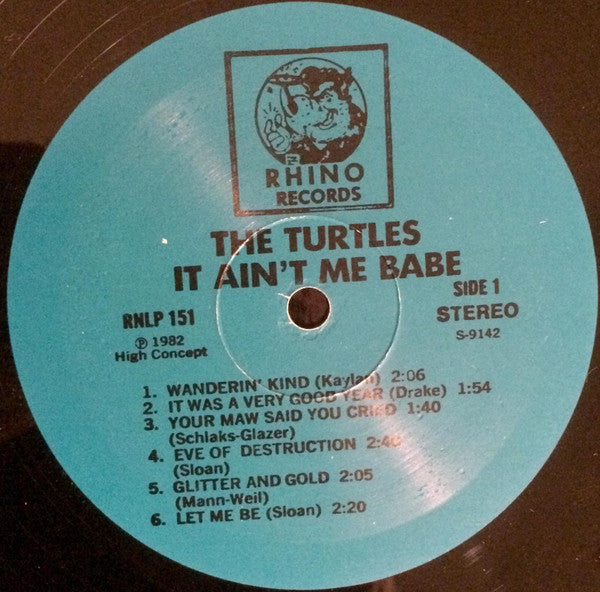 RHINO
RECORDS
THE TURTLES
IT AIN'T ME BABE
SIDE 1
RNLP 151
STEREO
S-9142
℗ 1982
High Concept
1. WANDERIN' KIND (Kaylan) 2:06
2. IT WAS A VERY GOOD YEAR (Drake) 1:54
3. YOUR MAW SAID YOU CRIED 1:40
(Schlaks-Glazer)
4. EVE OF DESTRUCTION 2:40
(Sloan)
5. GLITTER AND GOLD 2:05
(Mann-Weil)
6. LET ME BE (Sloan) 2:20